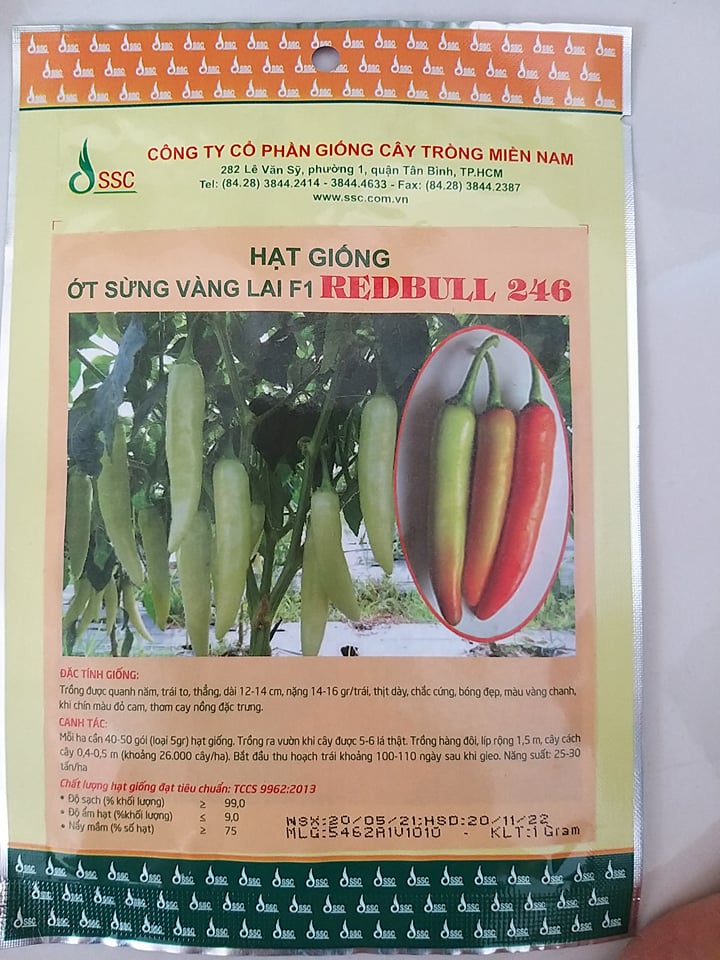 SSC
CÔNG TY CỔ PHẦN GIỐNG CÂY TRỒNG MIỀN NAM
282 Lê Văn Sỹ, phường 1, quận Tân Bình, TP.HCM
Tel: (84.28) 3844.2414 - 3844.4633 - Fax: (84.28) 3844.2387
www.ssc.com.vn
HẠT GIỐNG
ỚT SỪNG VÀNG LAI F1 REDBULL 246
ĐẶC TÍNH GIỐNG:
Trồng được quanh năm, trái to, thẳng, dài 12-14 cm, nặng 14-16 gr/trái, thịt dày, chắc cứng, bóng đẹp, màu vàng chanh,
khi chín màu đỏ cam, thơm cay nồng đặc trưng.
CANH TÁC:
Mỗi ha cần 40-50 gói (loại 5gr) hạt giống. Trồng ra vườn khi cây được 5-6 lá thật. Trồng hàng đôi, líp rộng 1,5 m, cây cách
cây 0,4-0,5 m (khoảng 26.000 cây/ha). Bắt đầu thu hoạch trái khoảng 100-110 ngày sau khi gieo. Năng suất: 25-30
tấn/ha
Chất lượng hạt giống đạt tiêu chuẩn: TCCS 9962:2013
• Độ sạch (% khối lượng) ≥ 99,0
• Độ ẩm hạt (%khối lượng) ≤ 9,0
• Nảy mầm (% số hạt) ≥ 75
NSX:20/05/21;HSD:20/11/22
MLG:5462A1V1010 - KLT:1 Gram